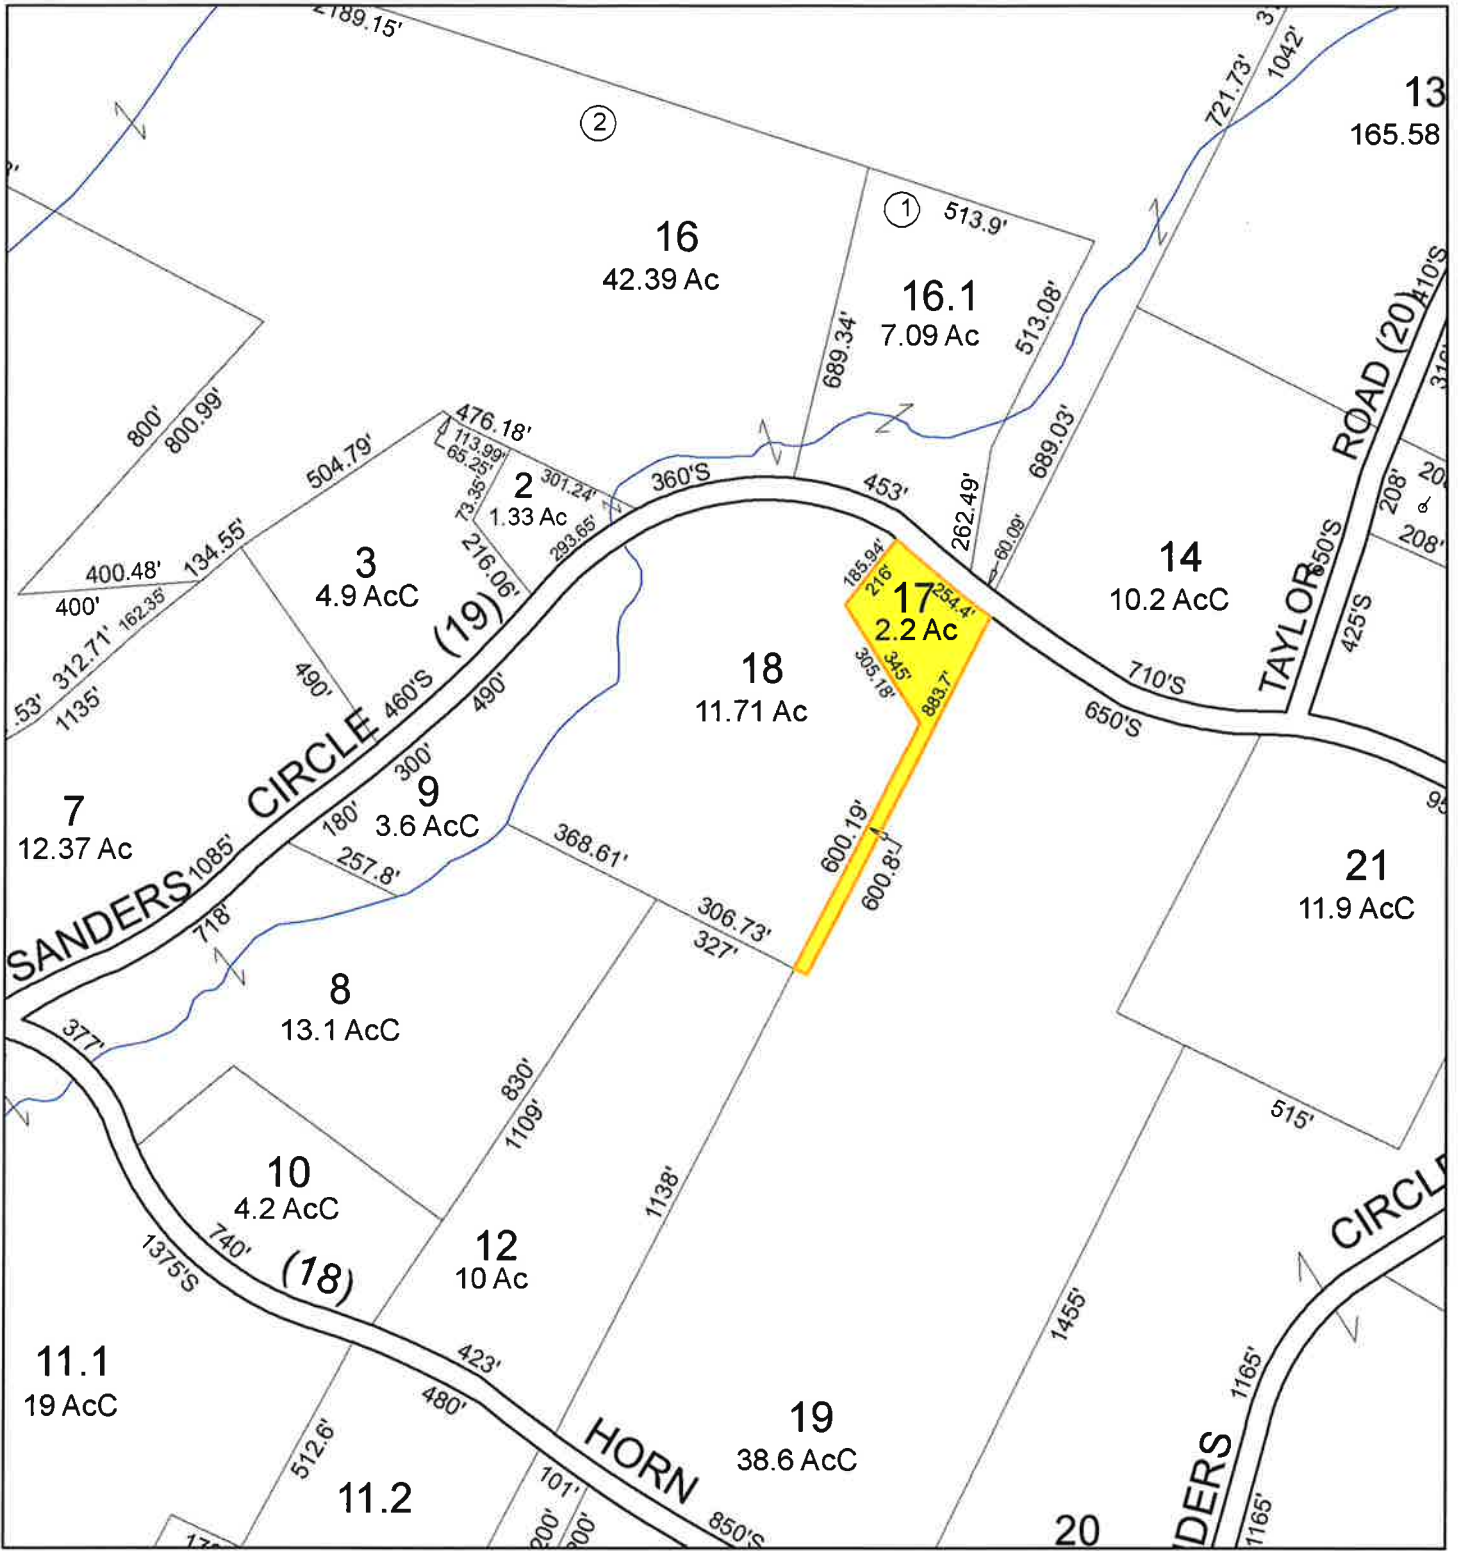 2189.15'
1042'
721.73'
13
165.58
2
1
513.9'
16
42.39 Ac
16.1
7.09 Ac
689.34'
513.08'
410'S
ROAD (20)
800'
800.99'
504.79'
476.18'
113.99'
65.25'
73.35'
2
1.33 Ac
301.24'
293.65'
216.06'
360'S
453'
262.49'
689.03'
60.09'
208'
208'
134.55'
400.48'
400'
162.35'
312.71'
.53'
1135'
3
4.9 AcC
490'
460'S
(19)
490'
300'
180'
185.94'
216'
17
2.2 Ac
254.4'
345'
305.18'
883.7'
14
10.2 AcC
TAYLOR
650'S
425'S
710'S
650'S
18
11.71 Ac
CIRCLE
9
3.6 AcC
7
12.37 Ac
1085'
SANDERS
718'
257.8'
368.61'
306.73'
327'
600.19'
600.8'
21
11.9 AcC
95
377'
8
13.1 AcC
830'
1109'
1138'
515'
10
4.2 AcC
740'
1375'S
(18)
12
10 Ac
423'
480'
1455'
CIRCLE
1165'
1165'
11.1
19 AcC
512.6'
11.2
101'
200'
HORN
850'S
19
38.6 AcC
20
NDERS